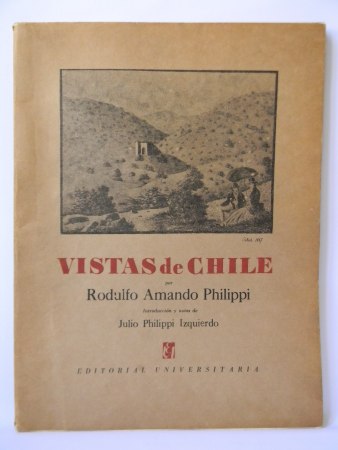 VISTAS de CHILE
por
Rodulfo Amando Philippi
Introducción y notas de
Julio Philippi Izquierdo
EDITORIAL UNIVERSITARIA